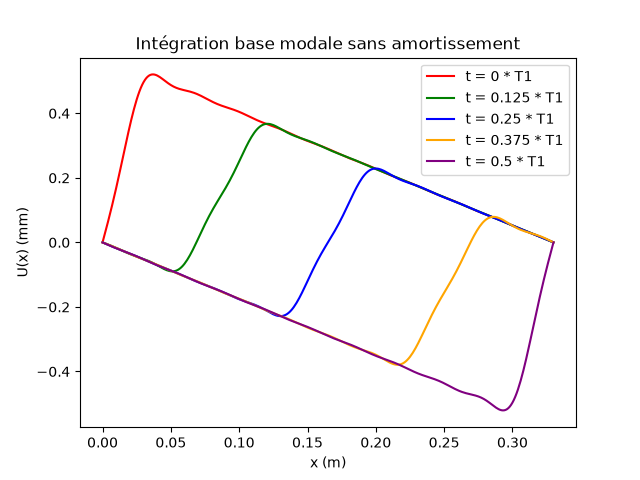 Intégration base modale sans amortissement
t = 0 * T1
t = 0.125 * T1
t = 0.25 * T1
t = 0.375 * T1
t = 0.5 * T1
U(x) (mm)
0.4
0.2
0.0
−0.2
−0.4
0.00 0.05 0.10 0.15 0.20 0.25 0.30
x (m)